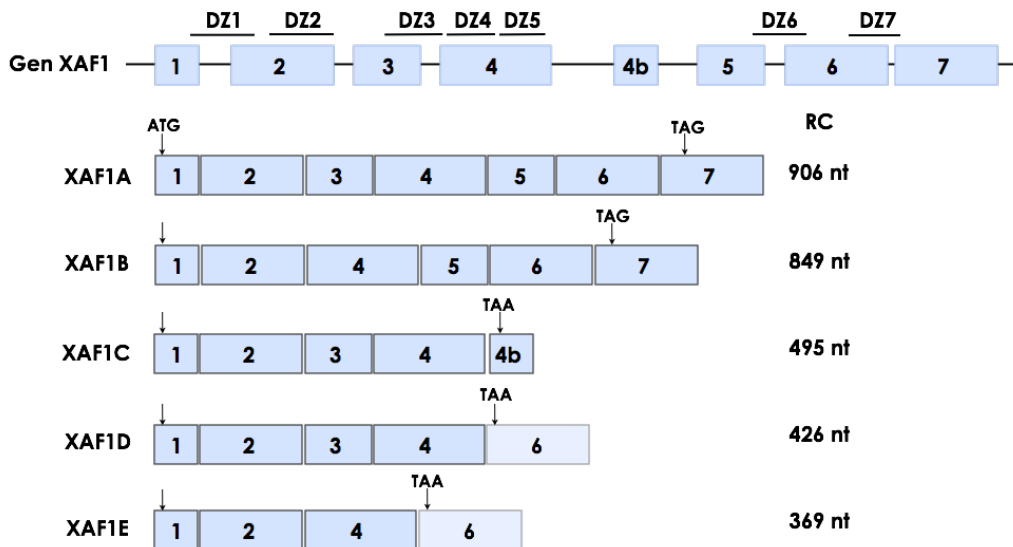 DZ1 DZ2 DZ3 DZ4 DZ5 DZ6 DZ7
Gen XAF1 1 2 3 4 4b 5 6 7
RC
ATG TAG
XAF1A 1 2 3 4 5 6 7 906 nt
TAG
XAF1B 1 2 4 5 6 7 849 nt
TAA
XAF1C 1 2 3 4 4b 495 nt
TAA
XAF1D 1 2 3 4 6 426 nt
TAA
XAF1E 1 2 4 6 369 nt